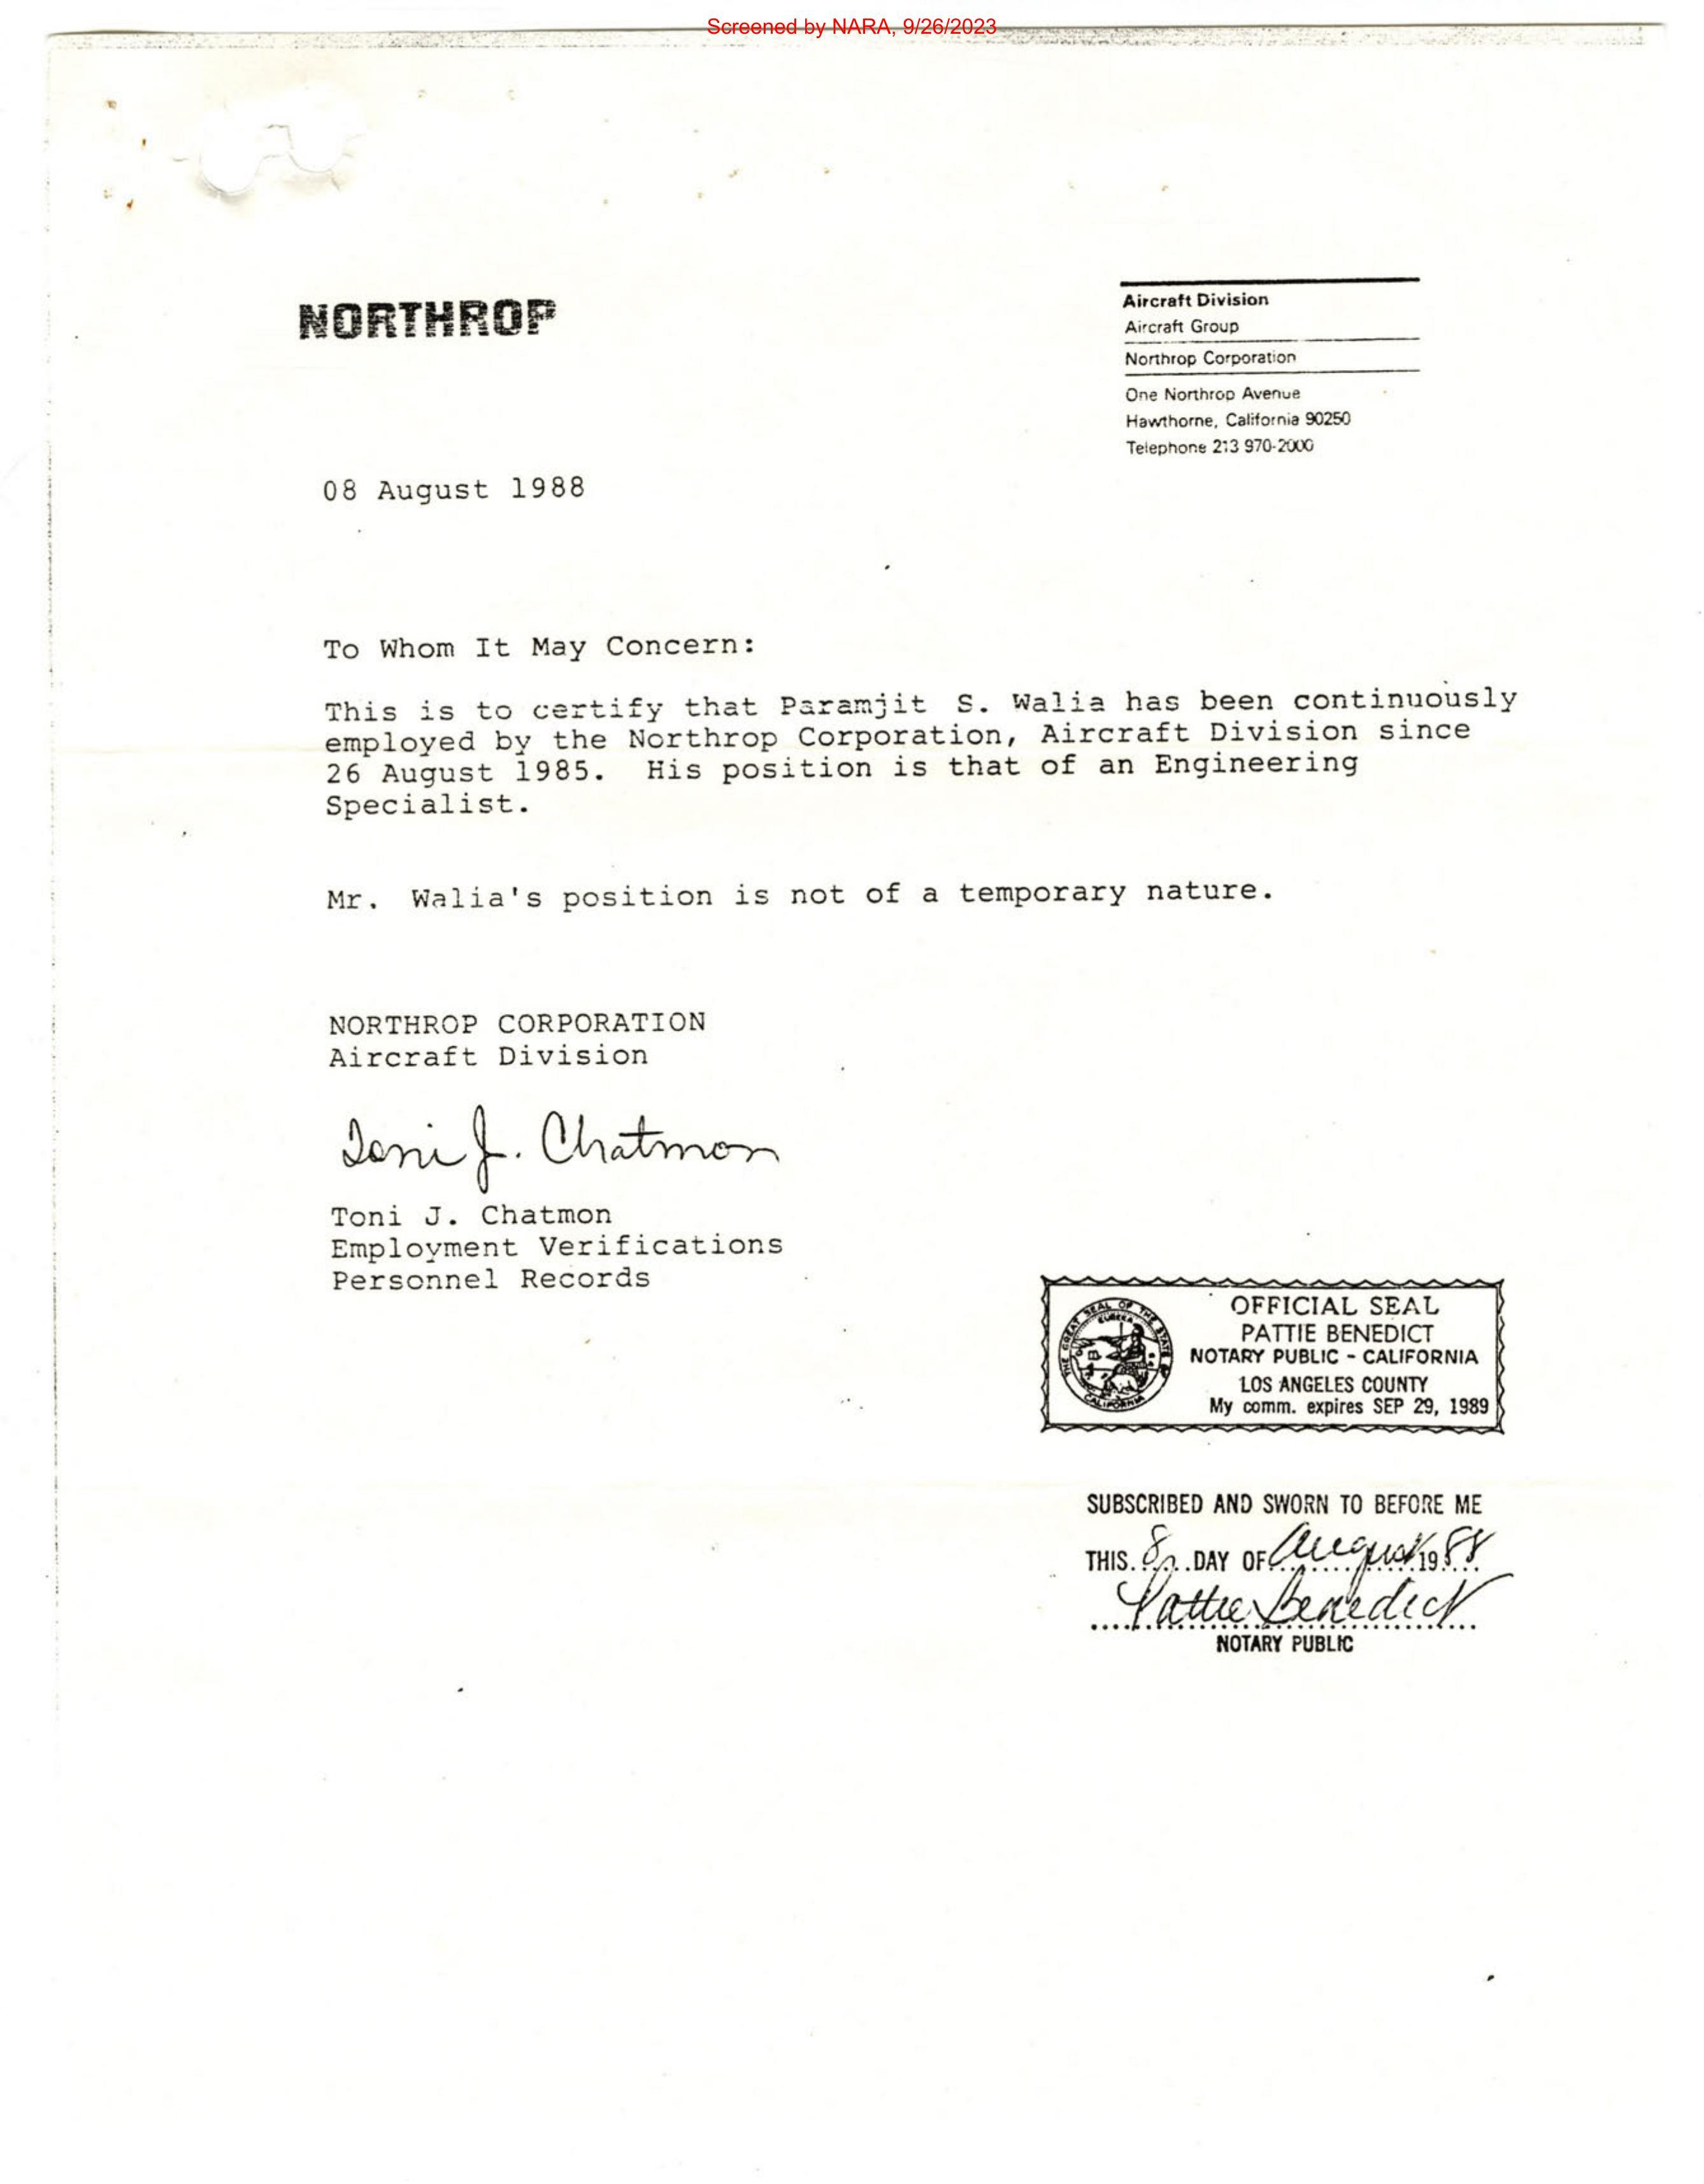 Screened by NARA, 9/26/2023
NORTHROP
Aircraft Division
Aircraft Group
Northrop Corporation
One Northrop Avenue
Hawthorne, California 90250
Telephone 213 970-2000
08 August 1988
To Whom It May Concern:
This is to certify that Paramjit S. Walia has been continuously
employed by the Northrop Corporation, Aircraft Division since
26 August 1985. His position is that of an Engineering
Specialist.
Mr. Walia's position is not of a temporary nature.
NORTHROP CORPORATION
Aircraft Division
Toni J. Chatmon
Toni J. Chatmon
Employment Verifications
Personnel Records
THE GREAT SEAL OF THE STATE OF CALIFORNIA
EUREKA
OFFICIAL SEAL
PATTIE BENEDICT
NOTARY PUBLIC - CALIFORNIA
LOS ANGELES COUNTY
My comm. expires SEP 29, 1989
SUBSCRIBED AND SWORN TO BEFORE ME
THIS 8 DAY OF August 1988
Pattie Benedict
NOTARY PUBLIC